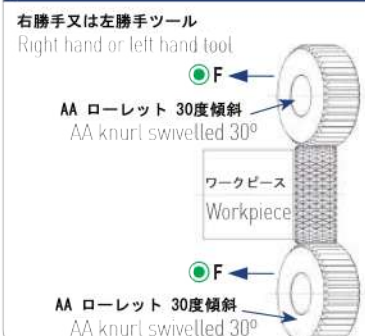 右勝手又は左勝手ツール
Right hand or left hand tool
F
AA ローレット 30度傾斜
AA knurl swivelled 30º
ワークピース
Workpiece
F
AA ローレット 30度傾斜
AA knurl swivelled 30º